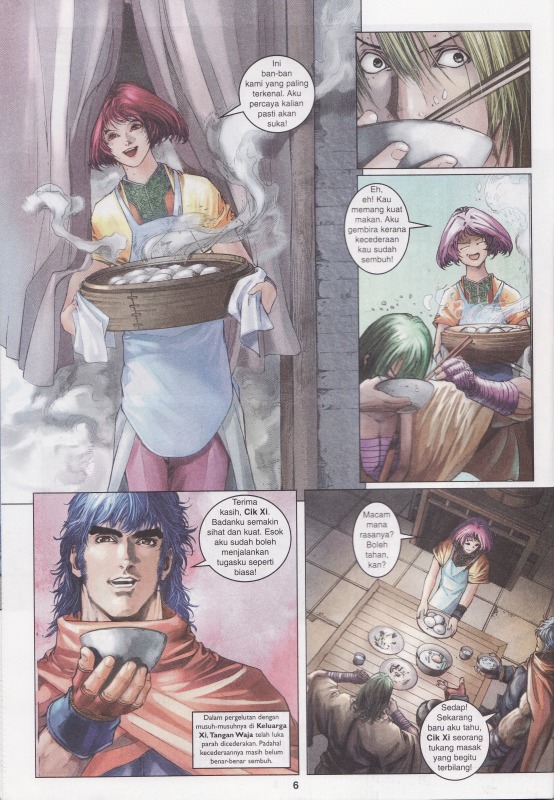 Ini
ban-ban
kami yang paling
terkenal. Aku
percaya kalian
pasti akan
suka!
Eh,
eh! Kau
memang kuat
makan. Aku
gembira kerana
kecederaan
kau sudah
sembuh!
Terima
kasih, Cik Xi.
Badanku semakin
sihat dan kuat. Esok
aku sudah boleh
menjalankan
tugasku seperti
biasa!
Dalam pergelutan dengan
musuh-musuhnya di Keluarga
Xi, Tangan Waja telah luka
parah dicederakan. Padahal
kecederaannya masih belum
benar-benar sembuh.
Macam
mana
rasanya?
Boleh
tahan,
kan?
Sedap!
Sekarang
baru aku tahu,
Cik Xi seorang
tukang masak
yang begitu
terbilang!
6